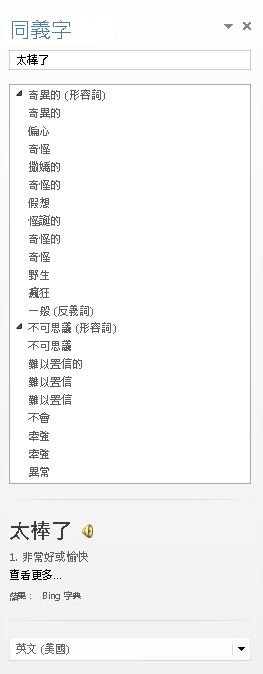 同義字
太棒了
奇異的 (形容詞)
奇異的
偏心
奇怪
撒嬌的
奇怪的
假想
怪誕的
奇怪的
奇怪
野生
瘋狂
一般 (反義詞)
不可思議 (形容詞)
不可思議
難以置信的
難以置信
難以置信
不會
牽強
牽強
異常
太棒了
1. 非常好或愉快
查看更多...
結果： Bing 字典
英文 (美國)